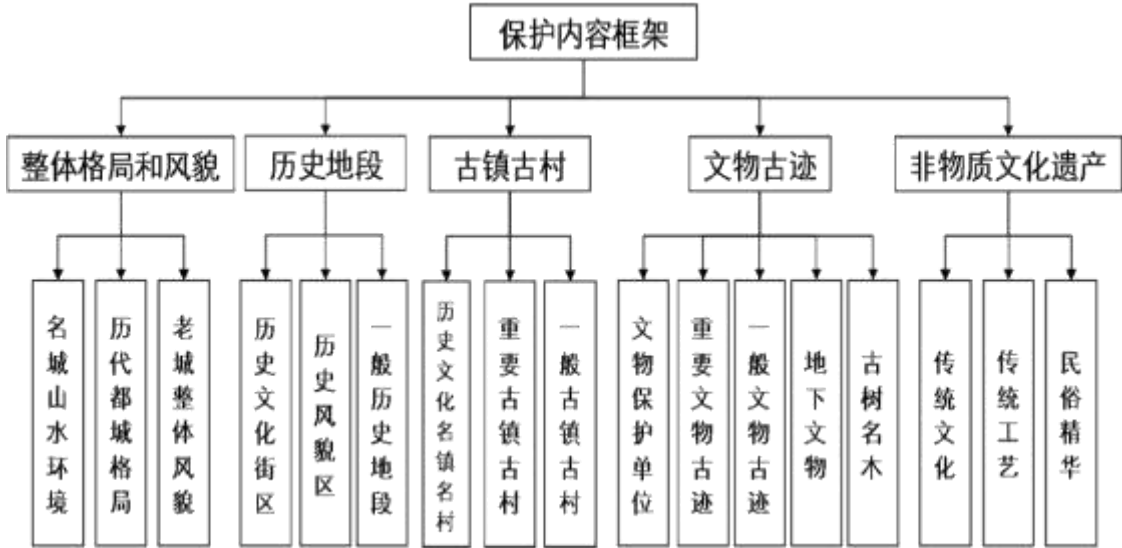 保护内容框架
整体格局和风貌
历史地段
古镇古村
文物古迹
非物质文化遗产
名城山水环境
历代都城格局
老城整体风貌
历史文化街区
历史风貌区
一般历史地段
历史文化名镇名村
重要古镇古村
一般古镇古村
文物保护单位
重要文物古迹
一般文物古迹
地下文物
古树名木
传统文化
传统工艺
民俗精华